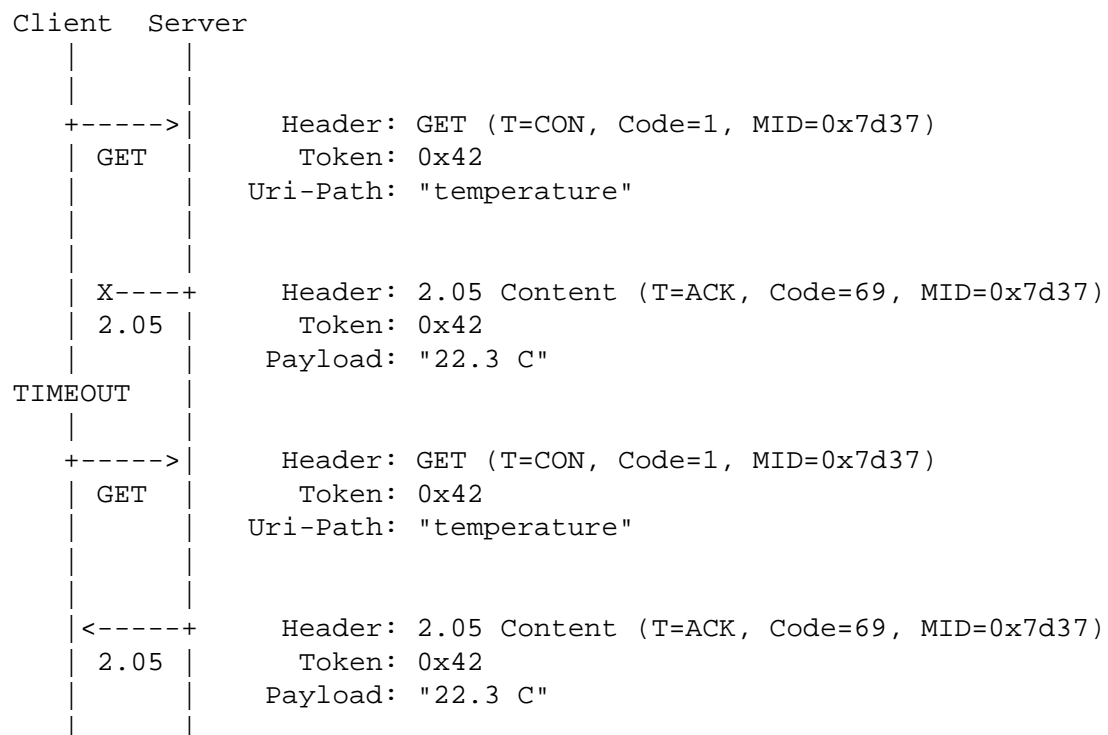 Client  Server
Header: GET (T=CON, Code=1, MID=0x7d37)
GET Token: 0x42
Uri-Path: "temperature"
X----+ Header: 2.05 Content (T=ACK, Code=69, MID=0x7d37)
2.05 Token: 0x42
Payload: "22.3 C"
TIMEOUT
Header: GET (T=CON, Code=1, MID=0x7d37)
GET Token: 0x42
Uri-Path: "temperature"
Header: 2.05 Content (T=ACK, Code=69, MID=0x7d37)
2.05 Token: 0x42
Payload: "22.3 C"